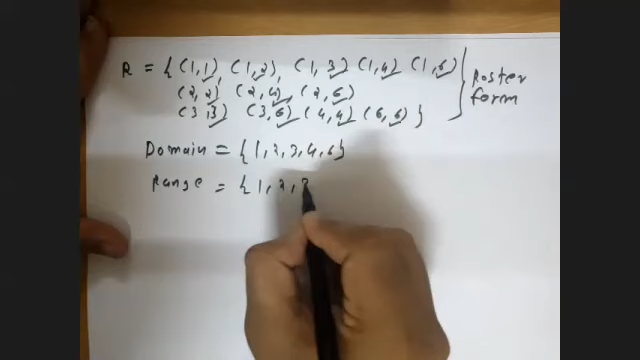 R = { (1,1), (1,2), (1,3) (1,4) (1,6)
(2,2) (2,4), (2,6)
(3,3) (3,6) (4,4) (6,6) }
Roster
form
Domain = {1,2,3,4,6}
Range = {1,2,3